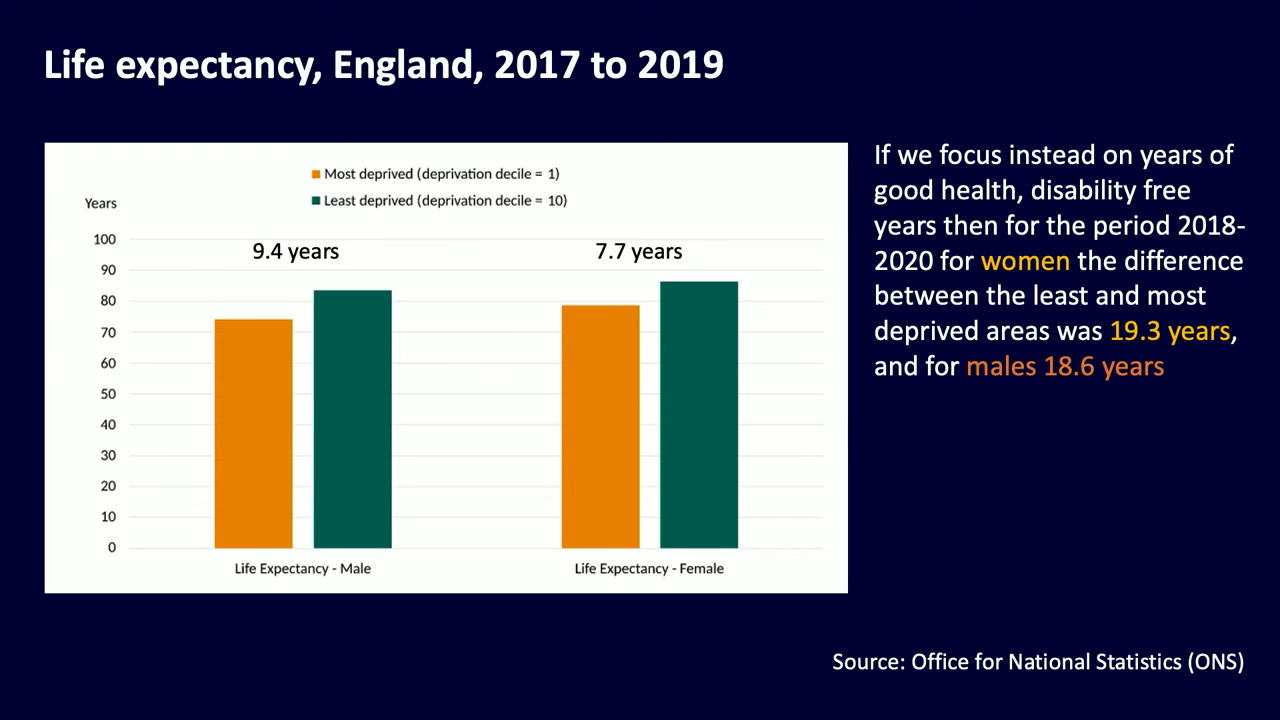 Life expectancy, England, 2017 to 2019
Most deprived (deprivation decile = 1)
Least deprived (deprivation decile = 10)
Years
100
90
80
70
60
50
40
30
20
10
0
9.4 years
7.7 years
Life Expectancy - Male
Life Expectancy - Female
If we focus instead on years of
good health, disability free
years then for the period 2018-
2020 for women the difference
between the least and most
deprived areas was 19.3 years,
and for males 18.6 years
Source: Office for National Statistics (ONS)